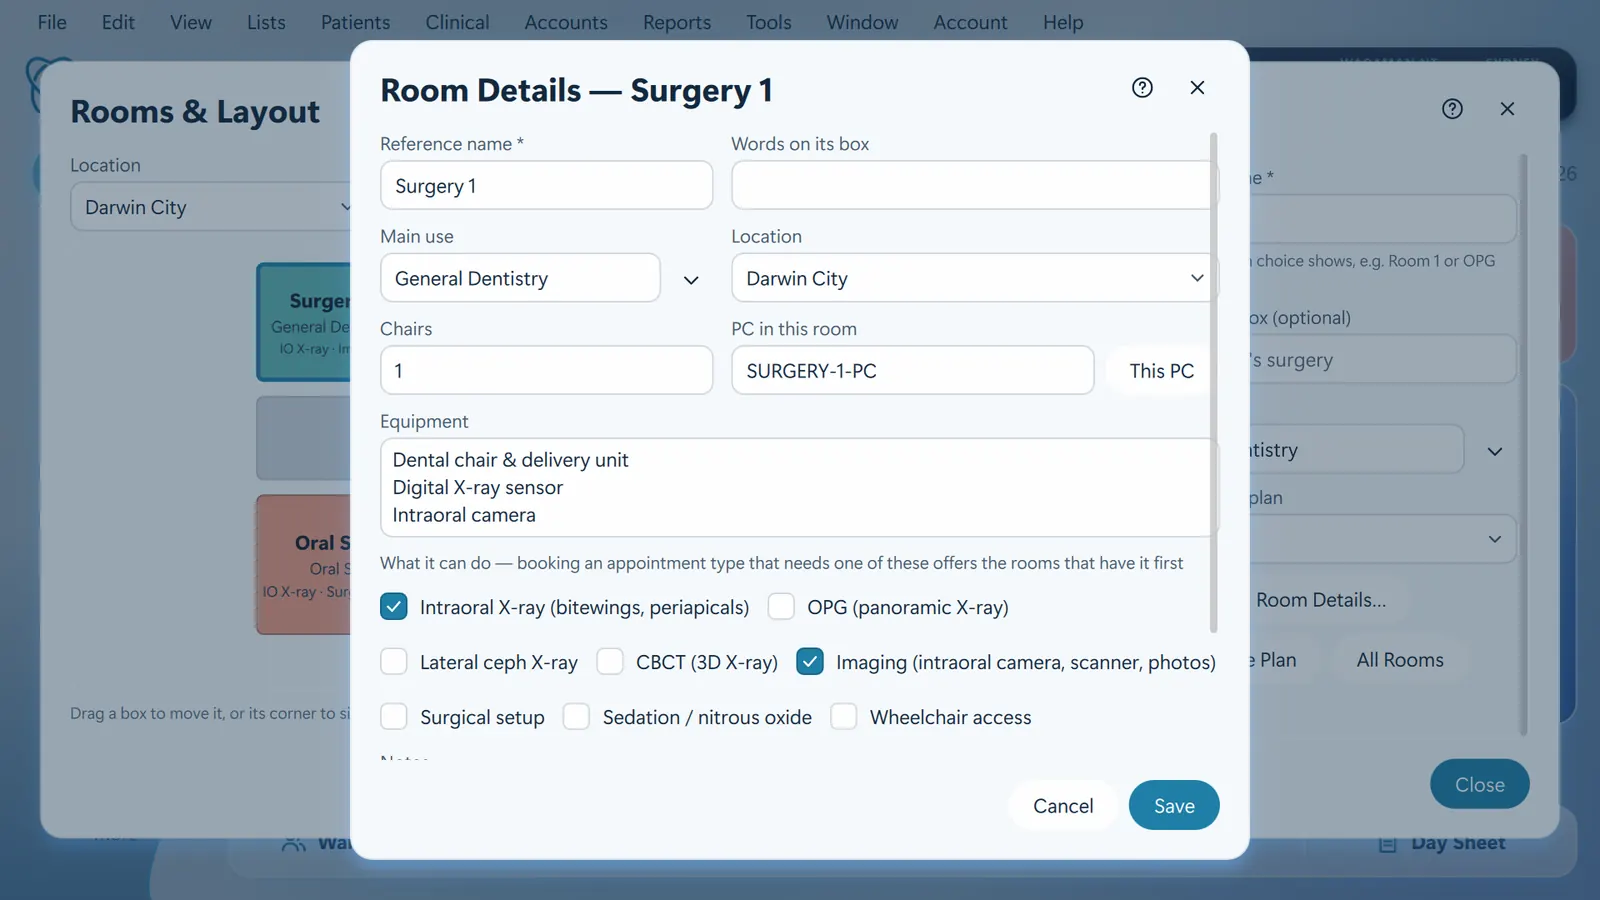 File Edit View Lists Patients Clinical Accounts Reports Tools Window Account Help
Rooms & Layout
Location
Darwin City
General
IO X-ray
Oral
Oral
IO X-ray
Drag a box to move it, or its corner to
Room Details — Surgery 1
Reference name *
Surgery 1
Words on its box
Main use
General Dentistry
Location
Darwin City
Chairs
1
PC in this room
SURGERY-1-PC
This PC
Equipment
Dental chair & delivery unit
Digital X-ray sensor
Intraoral camera
What it can do — booking an appointment type that needs one of these offers the rooms that have it first
Intraoral X-ray (bitewings, periapicals) OPG (panoramic X-ray)
Lateral ceph X-ray CBCT (3D X-ray) Imaging (intraoral camera, scanner, photos)
Surgical setup Sedation / nitrous oxide Wheelchair access
Cancel Save
26
choice shows, e.g. Room 1 or OPG
(optional)
's surgery
plan
Room Details...
Plan
All Rooms
Close
Day Sheet